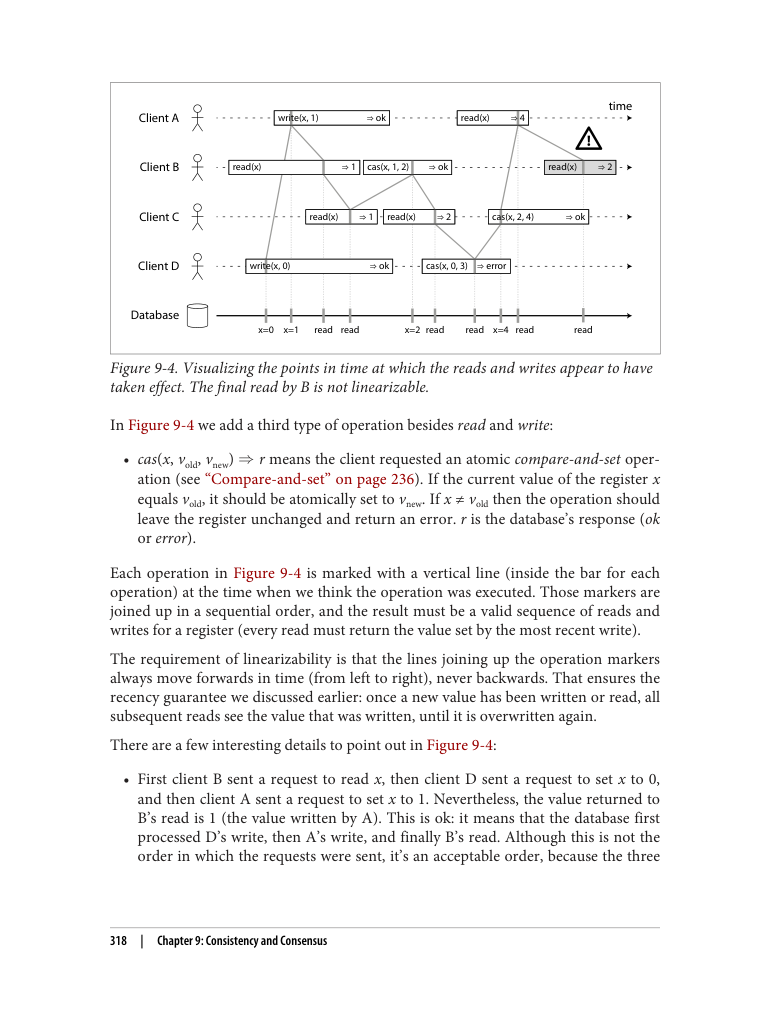 time
Client A write(x, 1) ⇒ ok read(x) ⇒ 4
Client B read(x) ⇒ 1 cas(x, 1, 2) ⇒ ok read(x) ⇒ 2
Client C read(x) ⇒ 1 read(x) ⇒ 2 cas(x, 2, 4) ⇒ ok
Client D write(x, 0) ⇒ ok cas(x, 0, 3) ⇒ error
Database
x=0 x=1 read read x=2 read read x=4 read read
Figure 9-4. Visualizing the points in time at which the reads and writes appear to have
taken effect. The final read by B is not linearizable.
In Figure 9-4 we add a third type of operation besides read and write:
• cas(x, vold, vnew) ⇒ r means the client requested an atomic compare-and-set oper-
ation (see “Compare-and-set” on page 236). If the current value of the register x
equals vold, it should be atomically set to vnew. If x ≠ vold then the operation should
leave the register unchanged and return an error. r is the database’s response (ok
or error).
Each operation in Figure 9-4 is marked with a vertical line (inside the bar for each
operation) at the time when we think the operation was executed. Those markers are
joined up in a sequential order, and the result must be a valid sequence of reads and
writes for a register (every read must return the value set by the most recent write).
The requirement of linearizability is that the lines joining up the operation markers
always move forwards in time (from left to right), never backwards. That ensures the
recency guarantee we discussed earlier: once a new value has been written or read, all
subsequent reads see the value that was written, until it is overwritten again.
There are a few interesting details to point out in Figure 9-4:
• First client B sent a request to read x, then client D sent a request to set x to 0,
and then client A sent a request to set x to 1. Nevertheless, the value returned to
B’s read is 1 (the value written by A). This is ok: it means that the database first
processed D’s write, then A’s write, and finally B’s read. Although this is not the
order in which the requests were sent, it’s an acceptable order, because the three
318 | Chapter 9: Consistency and Consensus